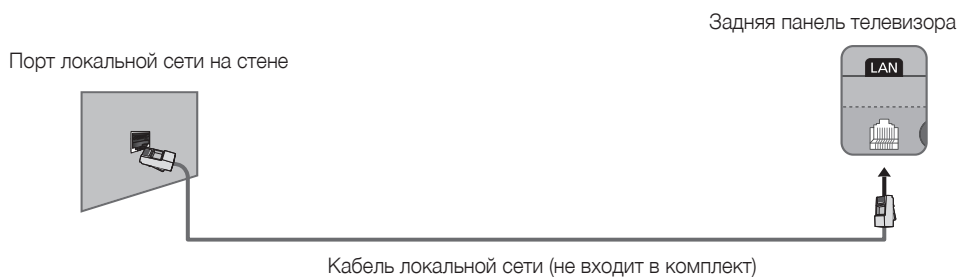 Задняя панель телевизора
Порт локальной сети на стене
LAN
Кабель локальной сети (не входит в комплект)